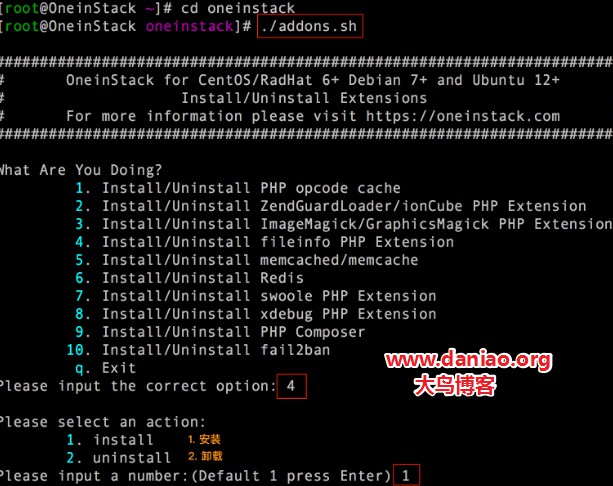 [root@OneinStack ~]# cd oneinstack
[root@OneinStack oneinstack]# ./addons.sh
###############################################################################
#       OneinStack for CentOS/RadHat 6+ Debian 7+ and Ubuntu 12+
#                     Install/Uninstall Extensions
#       For more information please visit https://oneinstack.com
###############################################################################
What Are You Doing?
1. Install/Uninstall PHP opcode cache
2. Install/Uninstall ZendGuardLoader/ionCube PHP Extension
3. Install/Uninstall ImageMagick/GraphicsMagick PHP Extension
4. Install/Uninstall fileinfo PHP Extension
5. Install/Uninstall memcached/memcache
6. Install/Uninstall Redis
7. Install/Uninstall swoole PHP Extension
8. Install/Uninstall xdebug PHP Extension
9. Install/Uninstall PHP Composer
10. Install/Uninstall fail2ban
q. Exit
www.daniao.org
Please input the correct option: 4
大鸟博客
Please select an action:
1. install 1. 安装
2. uninstall 2. 卸载
Please input a number:(Default 1 press Enter) 1